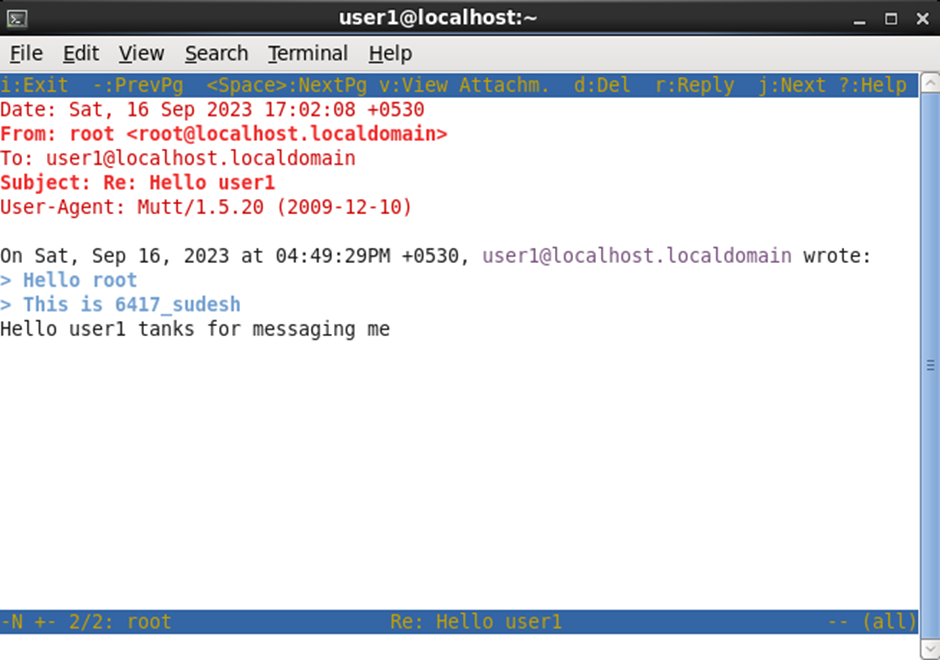 user1@localhost:~
File Edit View Search Terminal Help
i:Exit -:PrevPg <Space>:NextPg v:View Attachm. d:Del r:Reply j:Next ?:Help
Date: Sat, 16 Sep 2023 17:02:08 +0530
From: root <root@localhost.localdomain>
To: user1@localhost.localdomain
Subject: Re: Hello user1
User-Agent: Mutt/1.5.20 (2009-12-10)
On Sat, Sep 16, 2023 at 04:49:29PM +0530, user1@localhost.localdomain wrote:
> Hello root
> This is 6417_sudesh
Hello user1 tanks for messaging me
-N +- 2/2: root Re: Hello user1 -- (all)